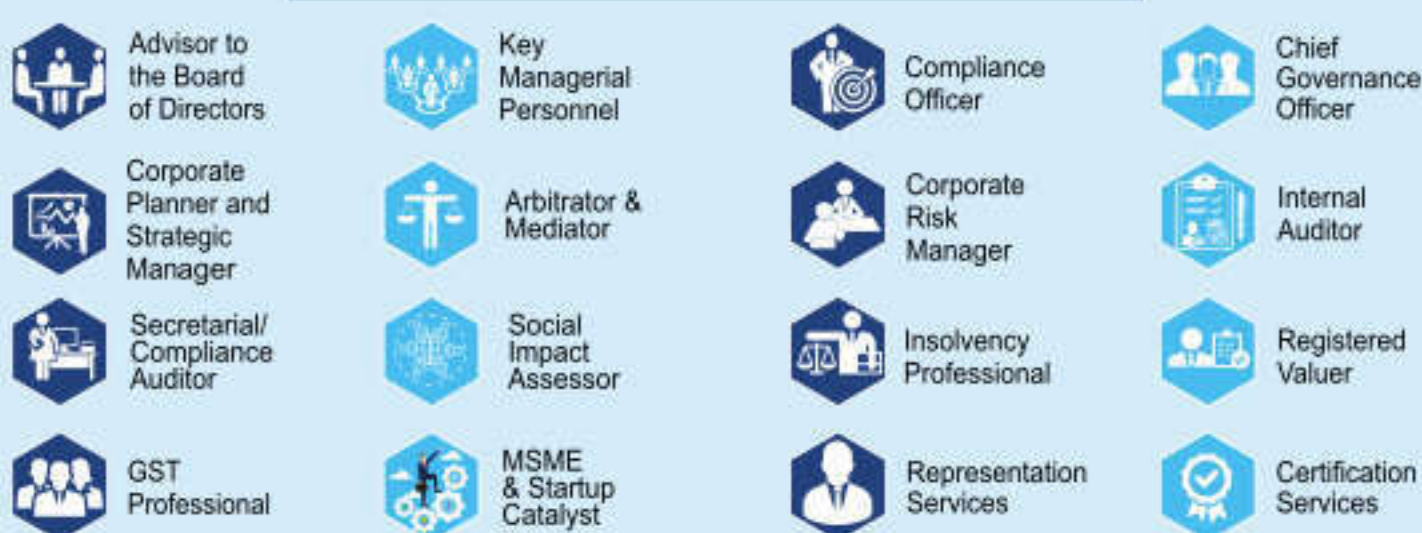 Advisor to
the Board
of Directors
Key
Managerial
Personnel
Compliance
Officer
Chief
Governance
Officer
Corporate
Planner and
Strategic
Manager
Arbitrator &
Mediator
Corporate
Risk
Manager
Internal
Auditor
Secretarial/
Compliance
Auditor
Social
Impact
Assessor
Insolvency
Professional
Registered
Valuer
GST
Professional
MSME
& Startup
Catalyst
Representation
Services
Certification
Services